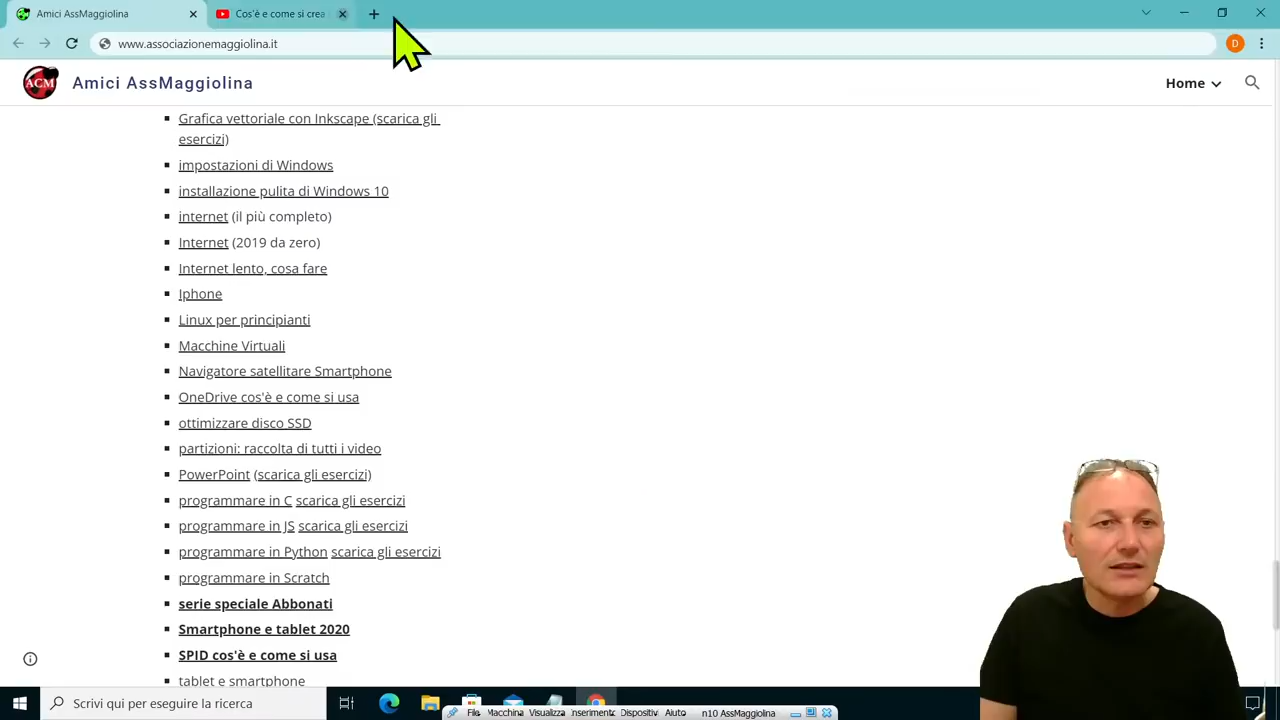 Amici AssMaggiolina
Cos'è e come si crea
www.associazionemaggiolina.it
D
ACM
Amici AssMaggiolina
Home
Grafica vettoriale con Inkscape (scarica gli
esercizi)
impostazioni di Windows
installazione pulita di Windows 10
internet (il più completo)
Internet (2019 da zero)
Internet lento, cosa fare
Iphone
Linux per principianti
Macchine Virtuali
Navigatore satellitare Smartphone
OneDrive cos'è e come si usa
ottimizzare disco SSD
partizioni: raccolta di tutti i video
PowerPoint (scarica gli esercizi)
programmare in C scarica gli esercizi
programmare in JS scarica gli esercizi
programmare in Python scarica gli esercizi
programmare in Scratch
serie speciale Abbonati
Smartphone e tablet 2020
SPID cos'è e come si usa
tablet e smartphone
Scrivi qui per eseguire la ricerca
File Macchina Visualizza Inserimento Dispositivi Aiuto n10 AssMaggiolina